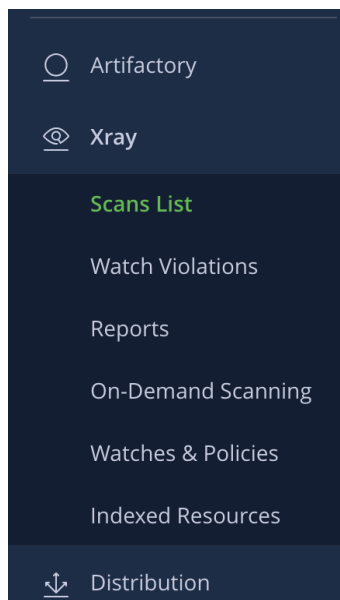 Artifactory
Xray
Scans List
Watch Violations
Reports
On-Demand Scanning
Watches & Policies
Indexed Resources
Distribution